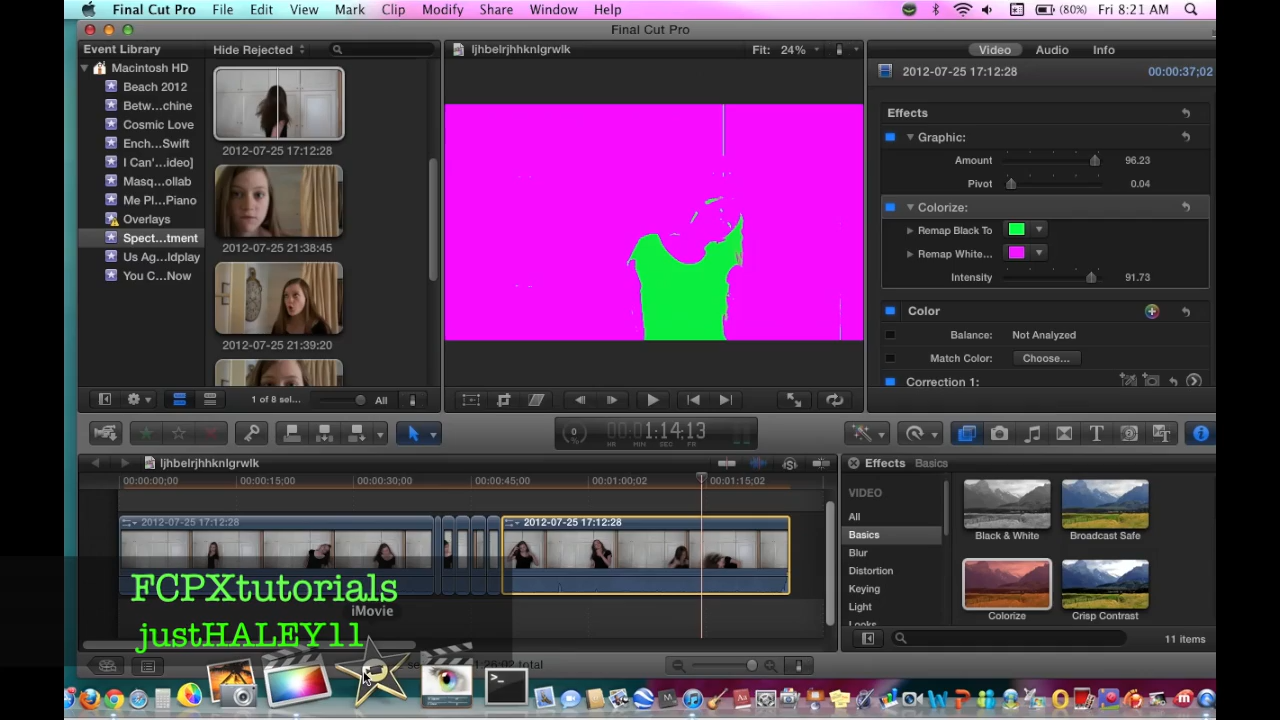 Final Cut Pro File Edit View Mark Clip Modify Share Window Help (80%) Fri 8:21 AM
Final Cut Pro
Event Library
Hide Rejected
ljhbelrjhhknlgrwlk
Fit: 24%
Video Audio Info
Macintosh HD
Beach 2012
Betw...chine
Cosmic Love
Ench...Swift
I Can'...ideo]
Masq...ollab
Me Pl...Piano
Overlays
Spect...tment
Us Ag...ldplay
You C...Now
2012-07-25 17:12:28
2012-07-25 21:38:45
2012-07-25 21:39:20
1 of 8 sel... All
2012-07-25 17:12:28 00:00:37;02
Effects
Graphic:
Amount 96.23
Pivot 0.04
Colorize:
Remap Black To
Remap White...
Intensity 91.73
Color
Balance: Not Analyzed
Match Color: Choose...
Correction 1:
1:14;13
HR MIN SEC FR
ljhbelrjhhknlgrwlk
00:00:00;00 00:00:15;00 00:00:30;00 00:00:45;00 00:01:00;02 00:01:15;02
2012-07-25 17:12:28 2012-07-25 17:12:28
Effects Basics
VIDEO
All
Basics
Blur
Distortion
Keying
Light
Looks
Black & White Broadcast Safe
Colorize Crisp Contrast
11 items
FCPXtutorials
iMovie
justHALEY11
1:26:02 total